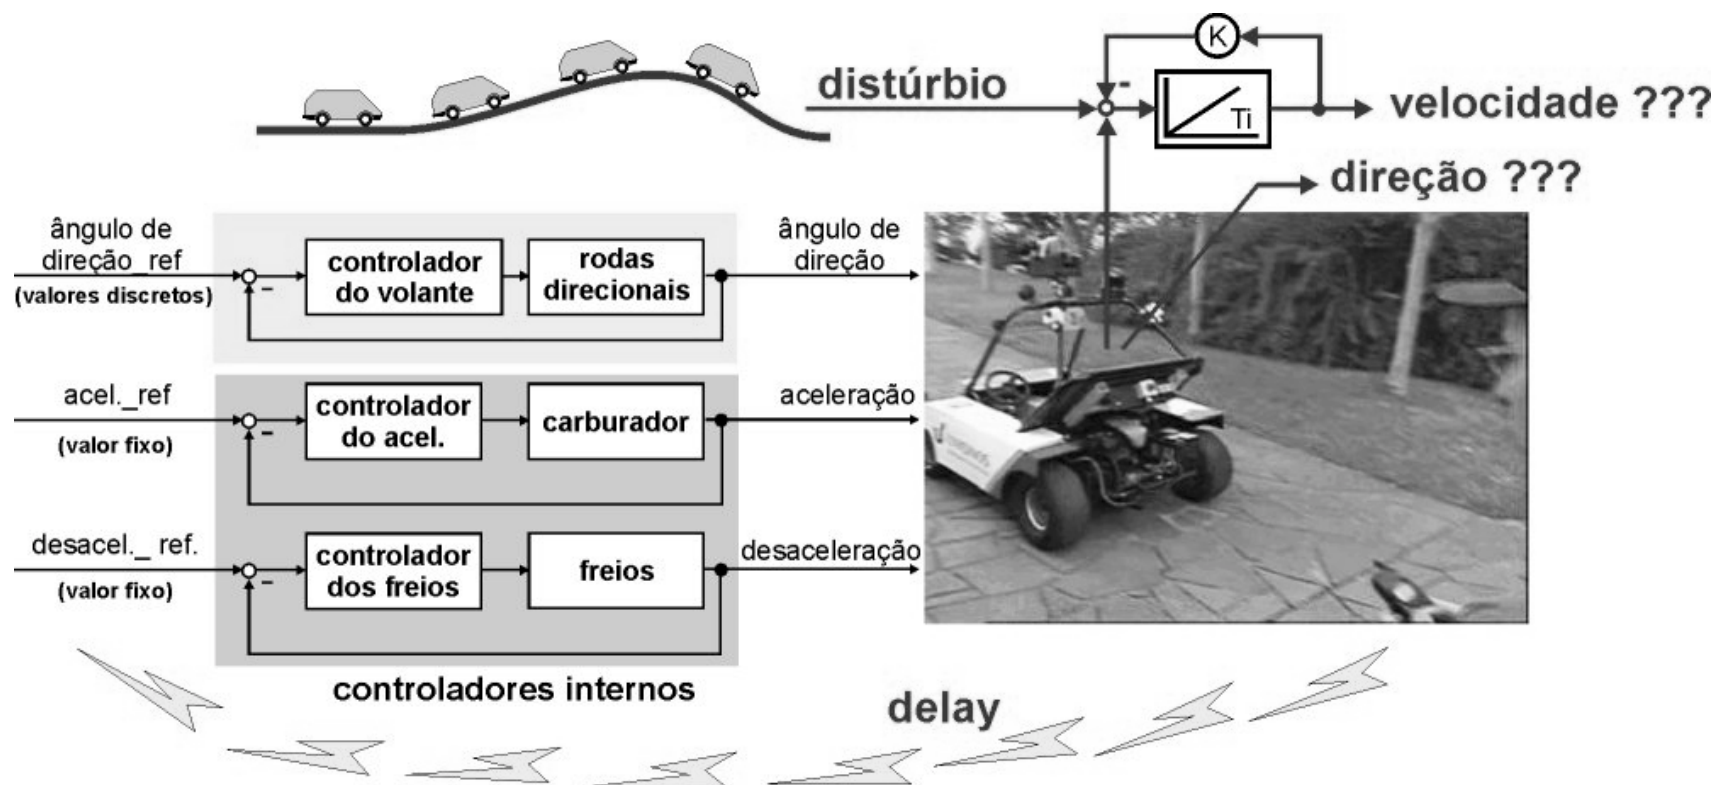 K
distúrbio
-
Ti
velocidade ???
direção ???
ângulo de
direção_ref
(valores discretos)
-
controlador
do volante
rodas
direcionais
ângulo de
direção
acel._ref
(valor fixo)
-
controlador
do acel.
carburador
aceleração
desacel._ ref.
(valor fixo)
-
controlador
dos freios
freios
desaceleração
controladores internos
delay